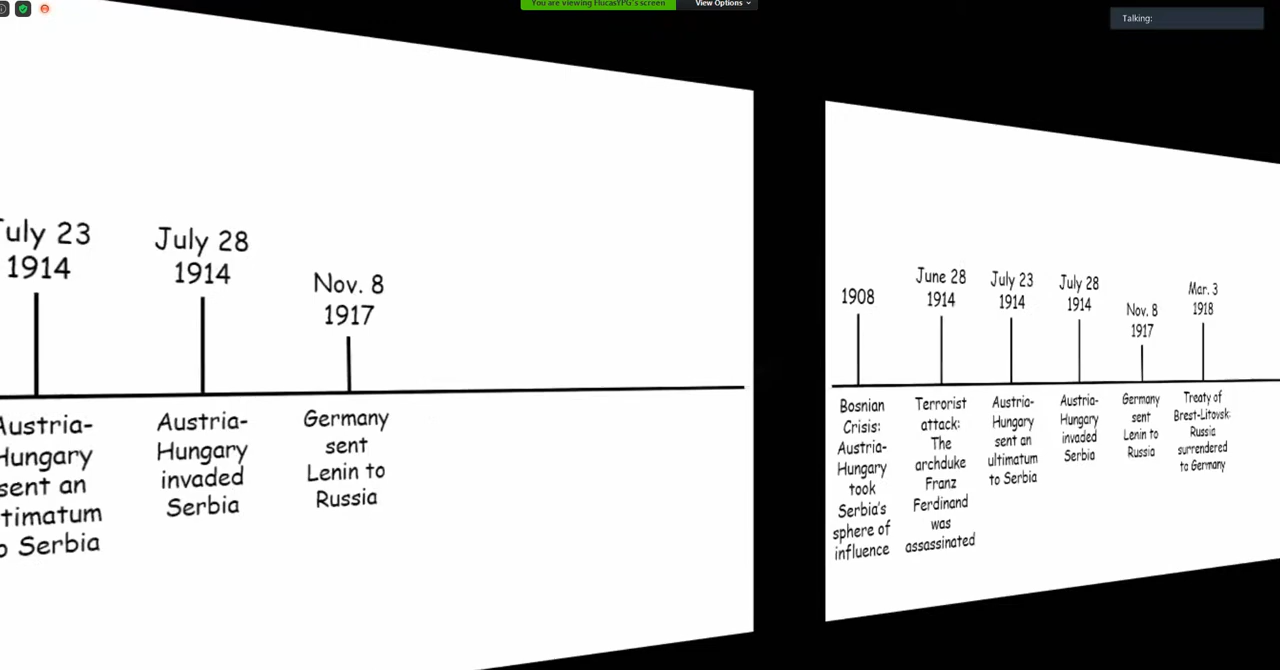 You are viewing HucasYPG's screen
View Options
Talking:
July 23
1914
July 28
1914
Nov. 8
1917
Austria-
Hungary
sent an
ultimatum
to Serbia
Austria-
Hungary
invaded
Serbia
Germany
sent
Lenin to
Russia
1908
June 28
1914
July 23
1914
July 28
1914
Nov. 8
1917
Mar. 3
1918
Bosnian
Crisis:
Austria-
Hungary
took
Serbia's
sphere of
influence
Terrorist
attack:
The
archduke
Franz
Ferdinand
was
assassinated
Austria-
Hungary
sent an
ultimatum
to Serbia
Austria-
Hungary
invaded
Serbia
Germany
sent
Lenin to
Russia
Treaty of
Brest-Litovsk:
Russia
surrendered
to Germany